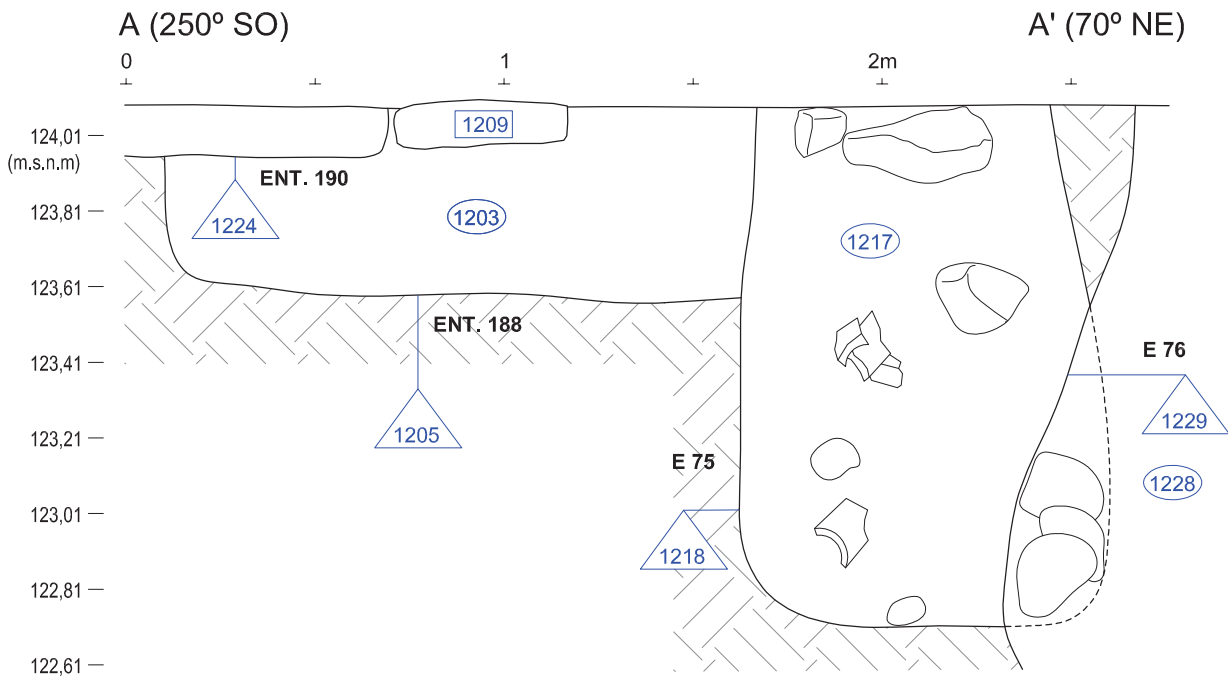 A (250º SO)
A' (70º NE)
0
1
2m
124,01
(m.s.n.m)
1209
ENT. 190
1224
123,81
1203
1217
123,61
ENT. 188
123,41
E 76
1205
123,21
1229
E 75
1228
123,01
1218
122,81
122,61